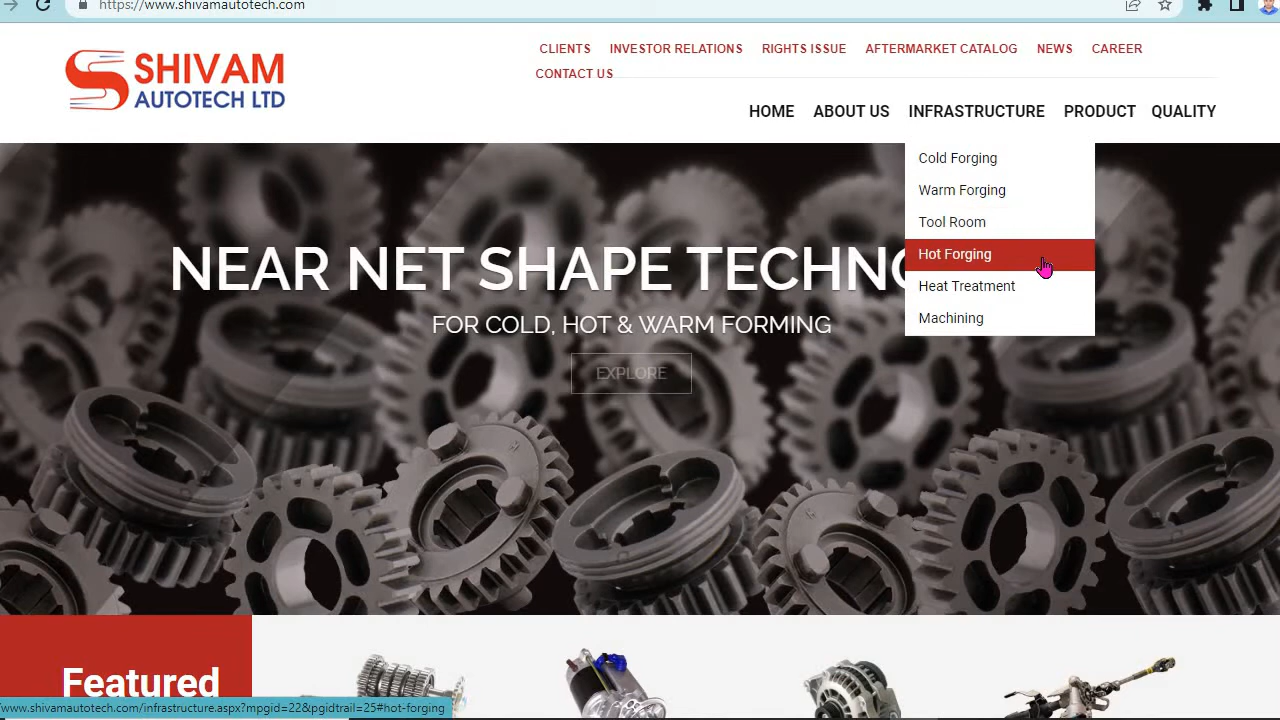 https://www.shivamautotech.com
SHIVAM
AUTOTECH LTD
CLIENTS INVESTOR RELATIONS RIGHTS ISSUE AFTERMARKET CATALOG NEWS CAREER
CONTACT US
HOME ABOUT US INFRASTRUCTURE PRODUCT QUALITY
Cold Forging
Warm Forging
Tool Room
Hot Forging
Heat Treatment
Machining
NEAR NET SHAPE TECHNO
FOR COLD, HOT & WARM FORMING
EXPLORE
Featured
www.shivamautotech.com/infrastructure.aspx?mpgid=22&pgidtrail=25#hot-forging